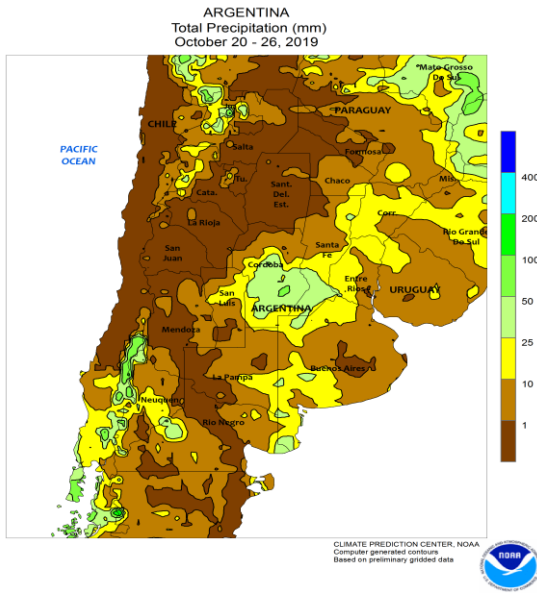 ARGENTINA
Total Precipitation (mm)
October 20 - 26, 2019
Mato Grosso
Do Sul
PARAGUAY
CHILE
PACIFIC
OCEAN
Salta
Formosa
Tu.
Chaco
Mis.
Cata.
Sant.
Del.
Est.
Corr.
La Rioja
Rio Grande
Do Sul
San
Juan
Santa
Fe
Cordoba
Entre
Rios
San
Luis
URUGUAY
ARGENTINA
Mendoza
Buenos Aires
La Pampa
Neuquen
Rio Negro
400
200
100
50
25
10
1
CLIMATE PREDICTION CENTER, NOAA
Computer generated contours
Based on preliminary gridded data
NOAA